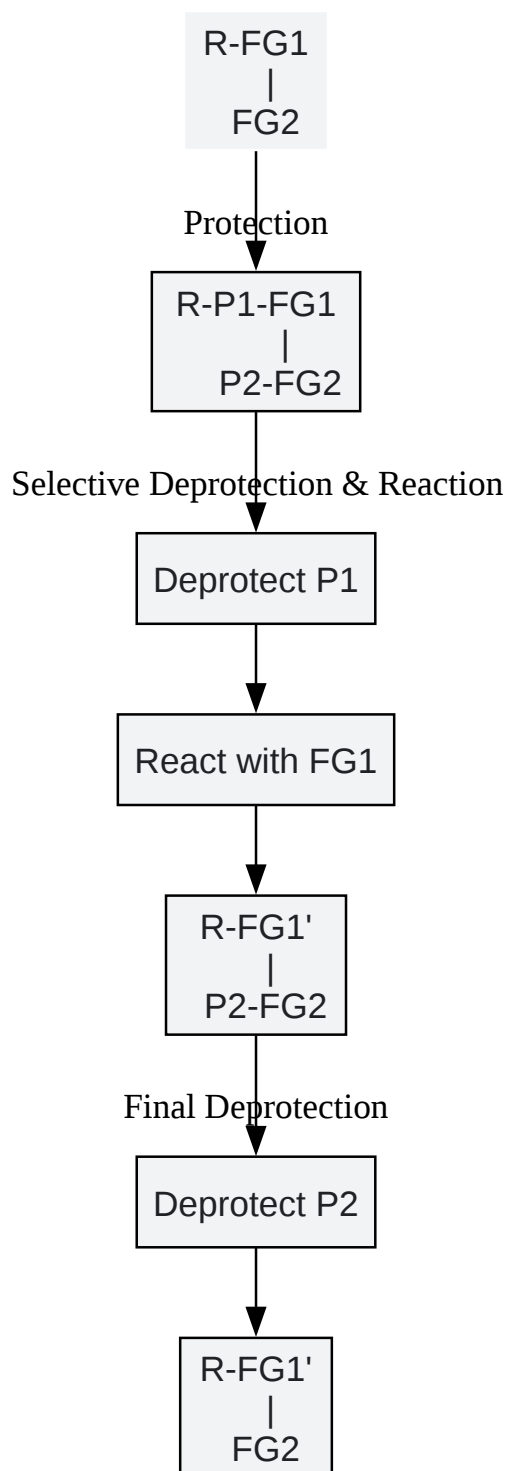 R-FG1
|
FG2
Protection
R-P1-FG1
|
P2-FG2
Selective Deprotection & Reaction
Deprotect P1
React with FG1
R-FG1'
|
P2-FG2
Final Deprotection
Deprotect P2
R-FG1'
|
FG2